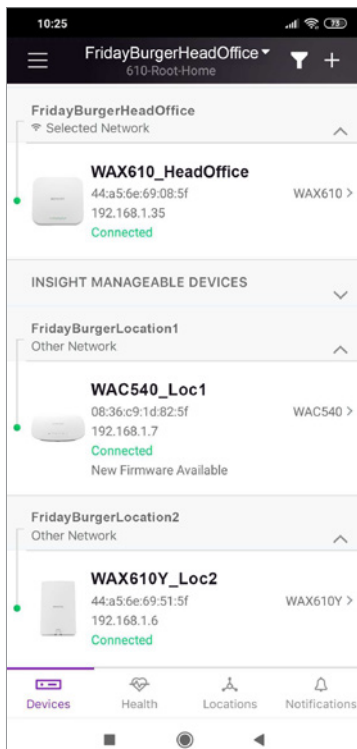 10:25
73
FridayBurgerHeadOffice
610-Root-Home
FridayBurgerHeadOffice
Selected Network
WAX610_HeadOffice
44:a5:6e:69:08:5f
WAX610 >
192.168.1.35
Connected
INSIGHT MANAGEABLE DEVICES
FridayBurgerLocation1
Other Network
WAC540_Loc1
08:36:c9:1d:82:5f
WAC540 >
192.168.1.7
Connected
New Firmware Available
FridayBurgerLocation2
Other Network
WAX610Y_Loc2
44:a5:6e:69:51:5f
WAX610Y >
192.168.1.6
Connected
Devices
Health
Locations
Notifications